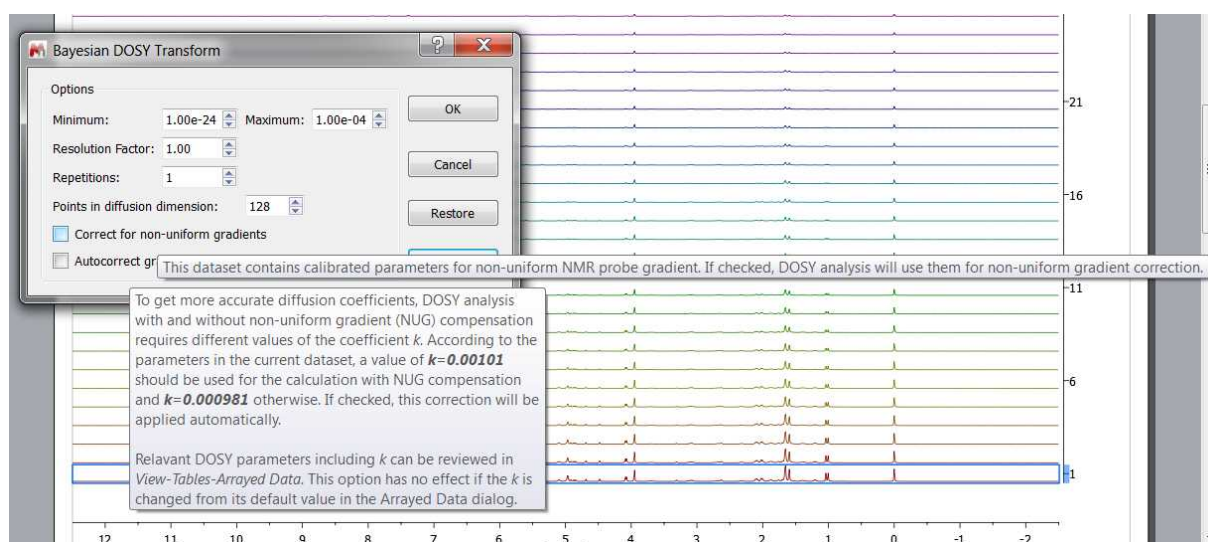 Bayesian DOSY Transform
?
X
Options
Minimum: 1.00e-24 Maximum: 1.00e-04
Resolution Factor: 1.00
Repetitions: 1
Points in diffusion dimension: 128
Correct for non-uniform gradients
Autocorrect gr
OK
Cancel
Restore
This dataset contains calibrated parameters for non-uniform NMR probe gradient. If checked, DOSY analysis will use them for non-uniform gradient correction.
To get more accurate diffusion coefficients, DOSY analysis
with and without non-uniform gradient (NUG) compensation
requires different values of the coefficient k. According to the
parameters in the current dataset, a value of k=0.00101
should be used for the calculation with NUG compensation
and k=0.000981 otherwise. If checked, this correction will be
applied automatically.
Relavant DOSY parameters including k can be reviewed in
View-Tables-Arrayed Data. This option has no effect if the k is
changed from its default value in the Arrayed Data dialog.
21
16
11
6
1
12 11 10 9 8 7 6 5 4 3 2 1 0 -1 -2